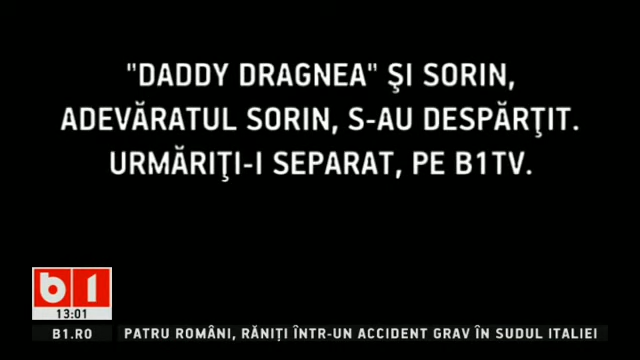 "DADDY DRAGNEA" ŞI SORIN,
ADEVĂRATUL SORIN, S-AU DESPĂRŢIT.
URMĂRIŢI-I SEPARAT, PE B1TV.
b1
13:01
B1.RO PATRU ROMÂNI, RĂNIȚI ÎNTR-UN ACCIDENT GRAV ÎN SUDUL ITALIEI